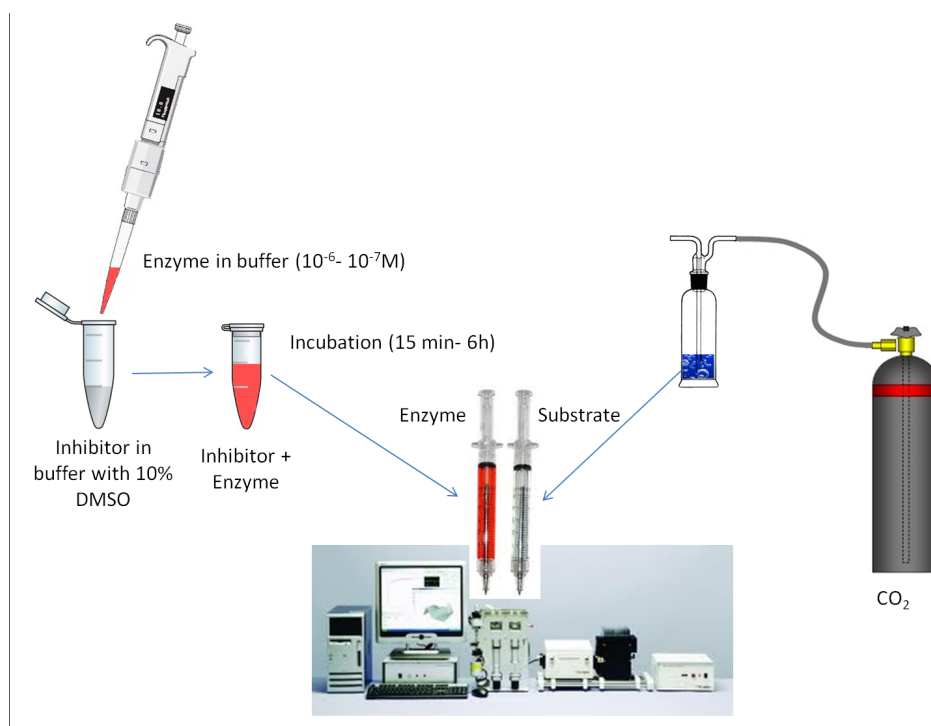 Enzyme in buffer (10⁻⁶- 10⁻⁷M)
Incubation (15 min- 6h)
Enzyme
Substrate
Inhibitor in
buffer with 10%
DMSO
Inhibitor +
Enzyme
CO₂